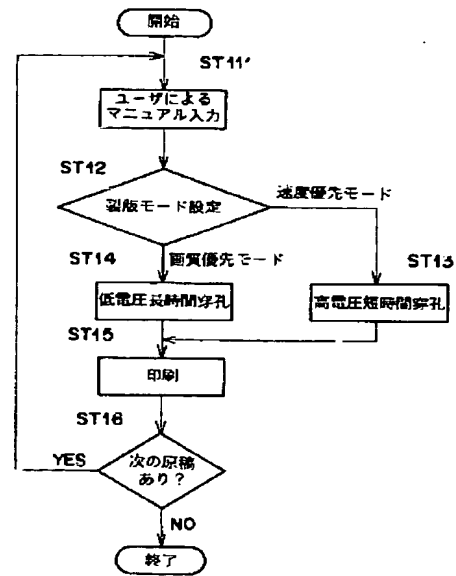 開始
ST11'
ユーザによる
マニュアル入力
ST12
製版モード設定
速度優先モード
ST14
画質優先モード
ST13
低電圧長時間穿孔
高電圧短時間穿孔
ST15
印刷
ST16
YES
次の原稿
あり?
NO
終了